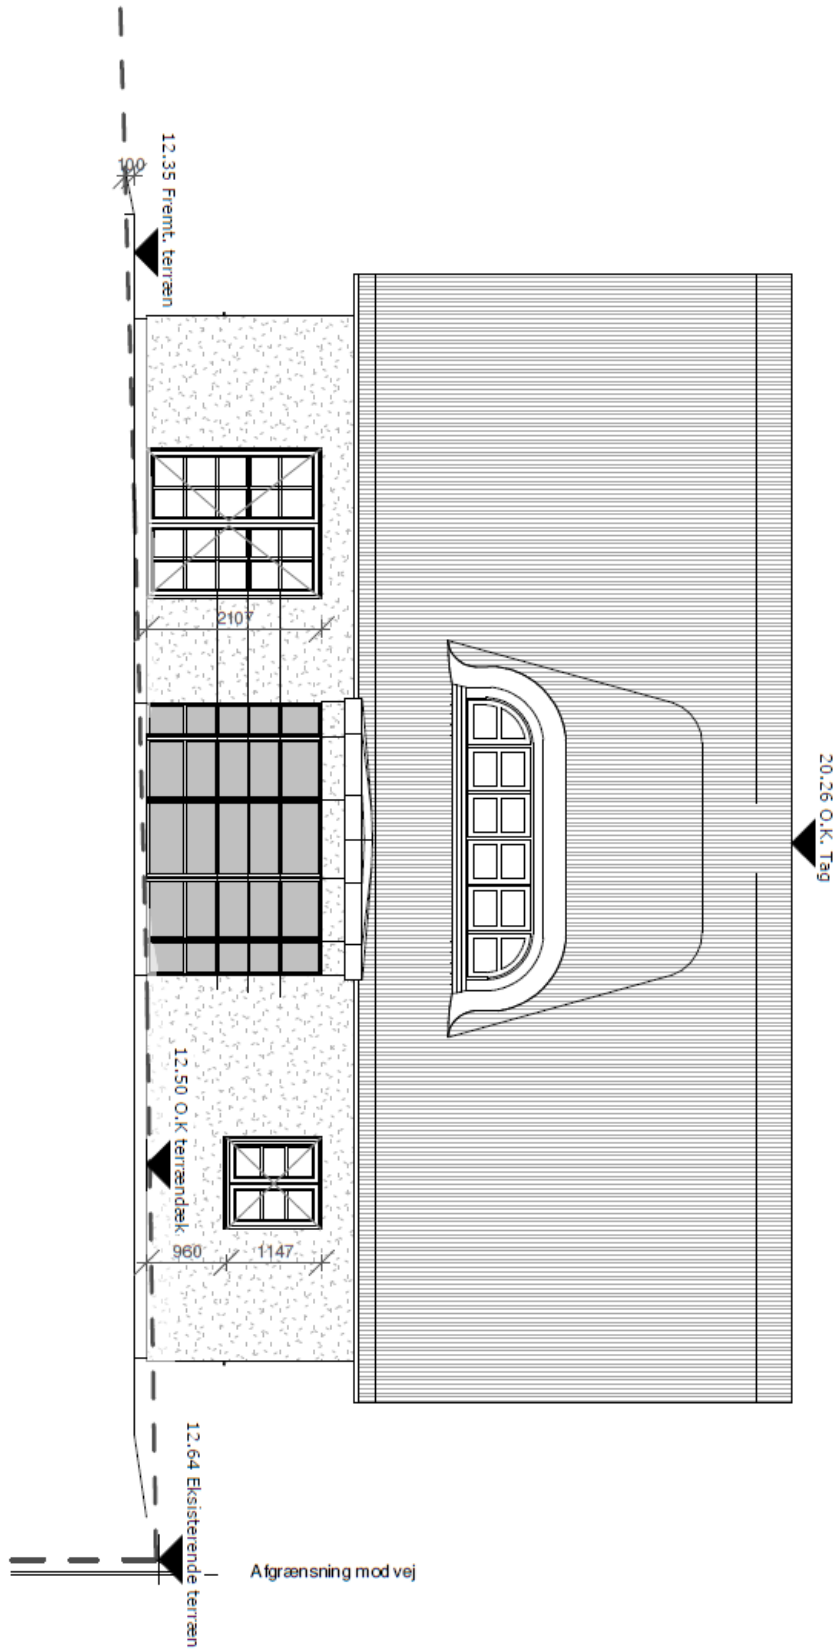 100
12.35 Fremt. terræn
2107
20.26 O.K. Tag
12.50 O.K terrændæk
960
1147
12.64 Eksisterende terræn
Afgrænsning mod vej